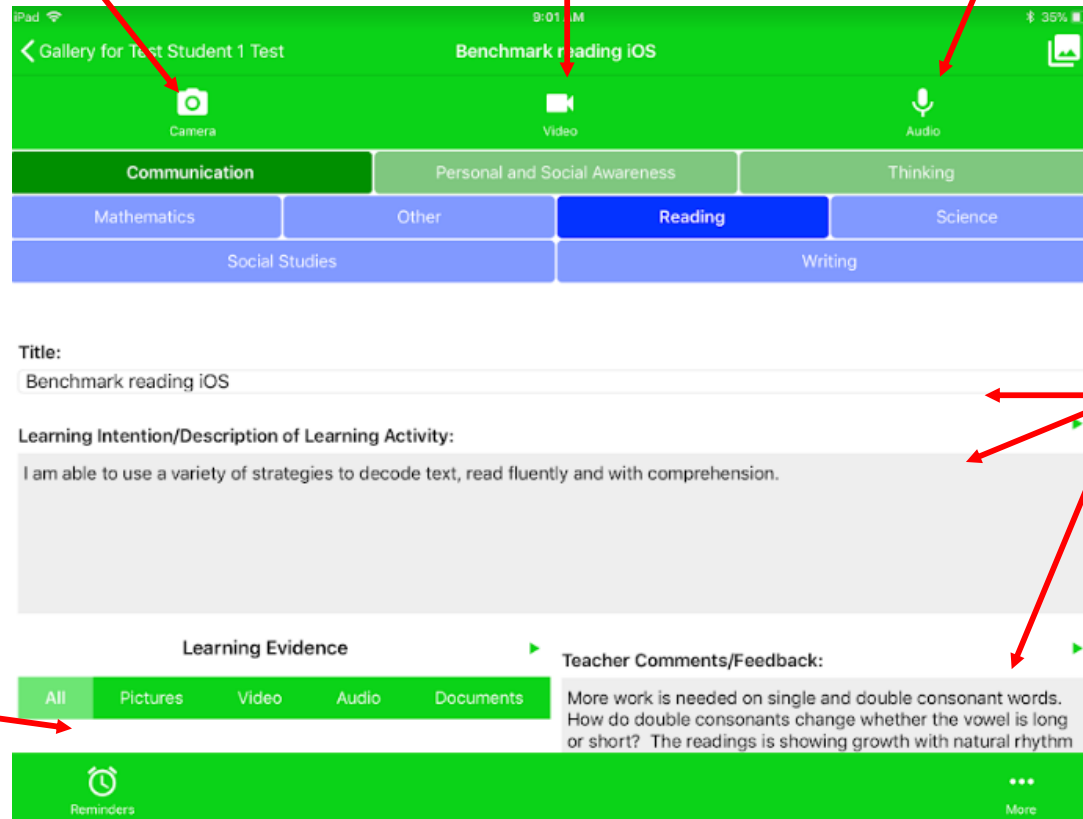 iPad 9:01 AM 35%
Gallery for Test Student 1 Test Benchmark reading iOS
Camera Video Audio
Communication Personal and Social Awareness Thinking
Mathematics Other Reading Science
Social Studies Writing
Title:
Benchmark reading iOS
Learning Intention/Description of Learning Activity:
I am able to use a variety of strategies to decode text, read fluently and with comprehension.
Learning Evidence
All Pictures Video Audio Documents
Teacher Comments/Feedback:
More work is needed on single and double consonant words.
How do double consonants change whether the vowel is long
or short? The readings is showing growth with natural rhythm
Reminders More